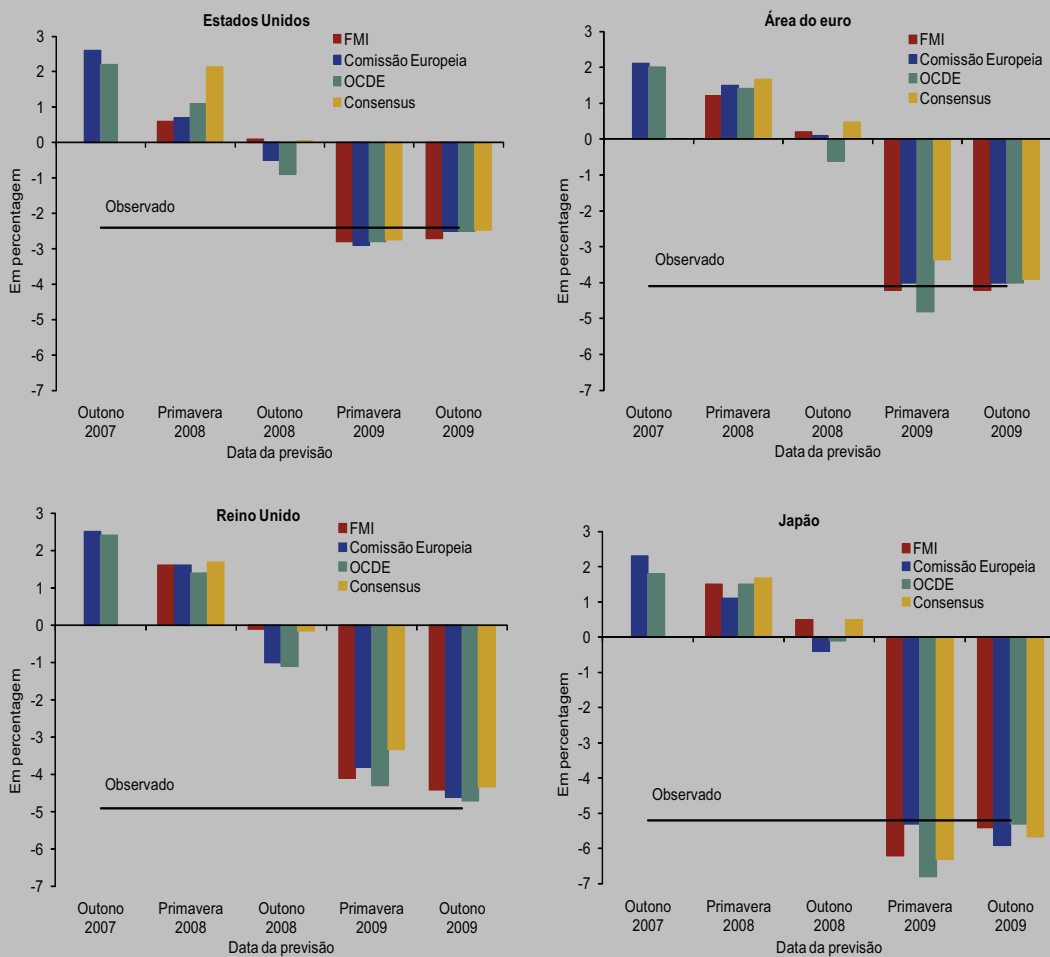 Estados Unidos
FMI
Comissão Europeia
OCDE
Consensus
3
2
1
0
-1
-2
-3
-4
-5
-6
-7
Em percentagem
Observado
Outono 2007
Primavera 2008
Outono 2008
Primavera 2009
Outono 2009
Data da previsão
Área do euro
FMI
Comissão Europeia
OCDE
Consensus
3
2
1
0
-1
-2
-3
-4
-5
-6
-7
Em percentagem
Observado
Outono 2007
Primavera 2008
Outono 2008
Primavera 2009
Outono 2009
Data da previsão
Reino Unido
FMI
Comissão Europeia
OCDE
Consensus
3
2
1
0
-1
-2
-3
-4
-5
-6
-7
Em percentagem
Observado
Outono 2007
Primavera 2008
Outono 2008
Primavera 2009
Outono 2009
Data da previsão
Japão
FMI
Comissão Europeia
OCDE
Consensus
3
2
1
0
-1
-2
-3
-4
-5
-6
-7
Em percentagem
Observado
Outono 2007
Primavera 2008
Outono 2008
Primavera 2009
Outono 2009
Data da previsão